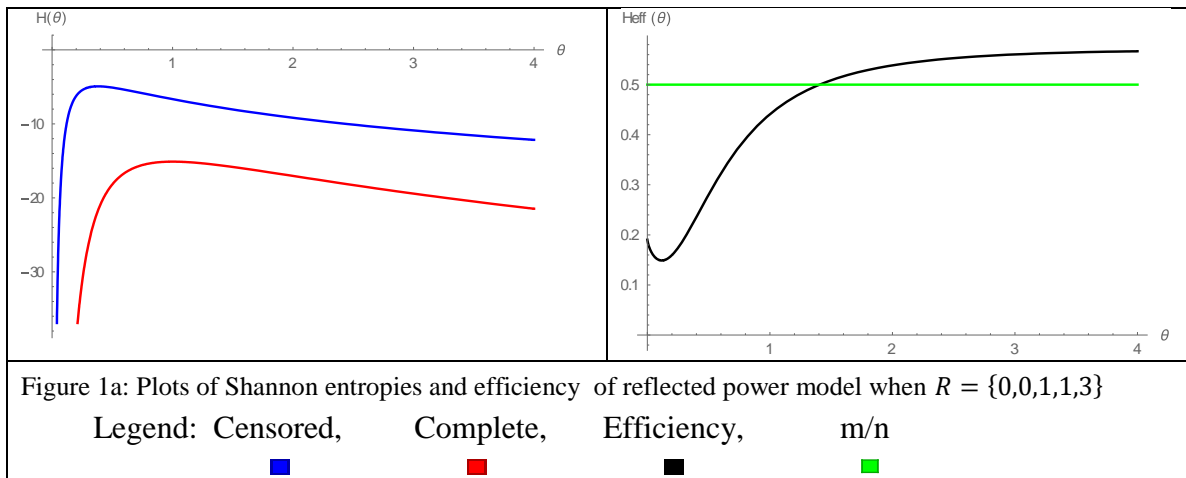 H(θ)
θ
1
2
3
4
−10
−20
−30
Heff (θ)
0.5
0.4
0.3
0.2
0.1
θ
1
2
3
4
Figure 1a: Plots of Shannon entropies and efficiency of reflected power model when R = {0,0,1,1,3}
Legend: Censored, Complete, Efficiency, m/n